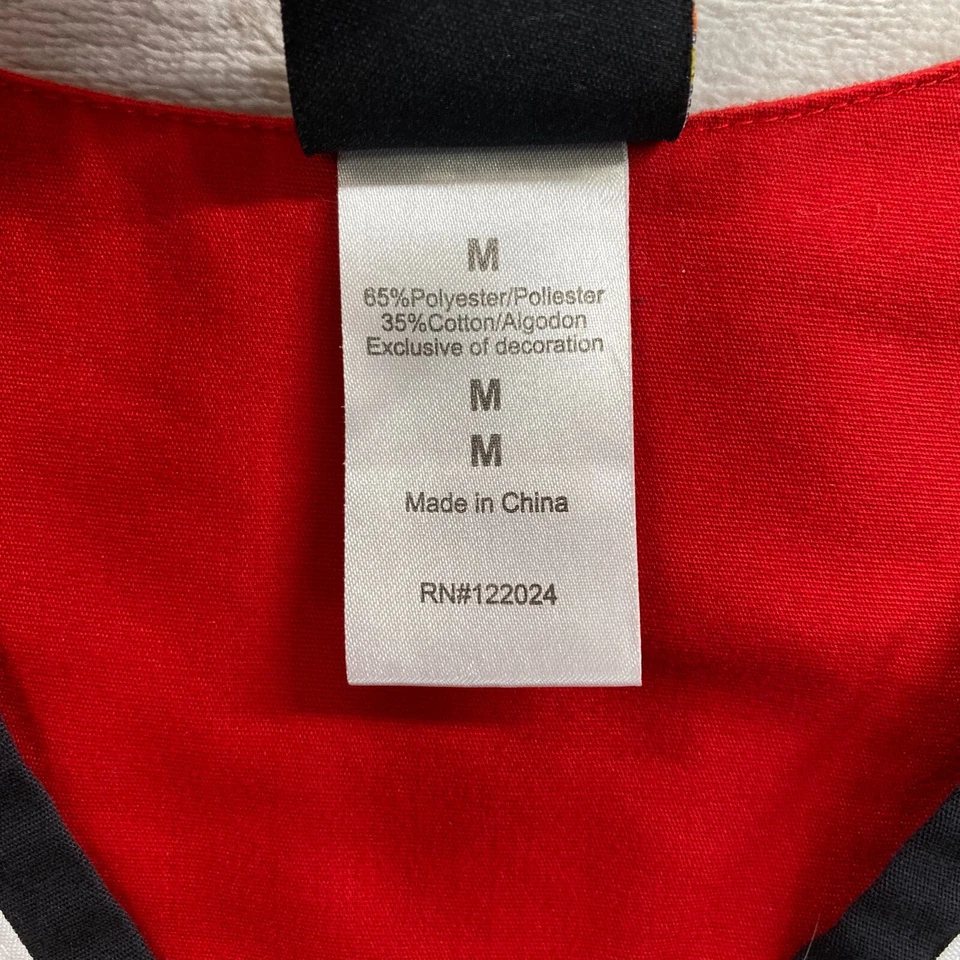 M
65%Polyester/Poliester
35%Cotton/Algodon
Exclusive of decoration
M
M
Made in China
RN#122024